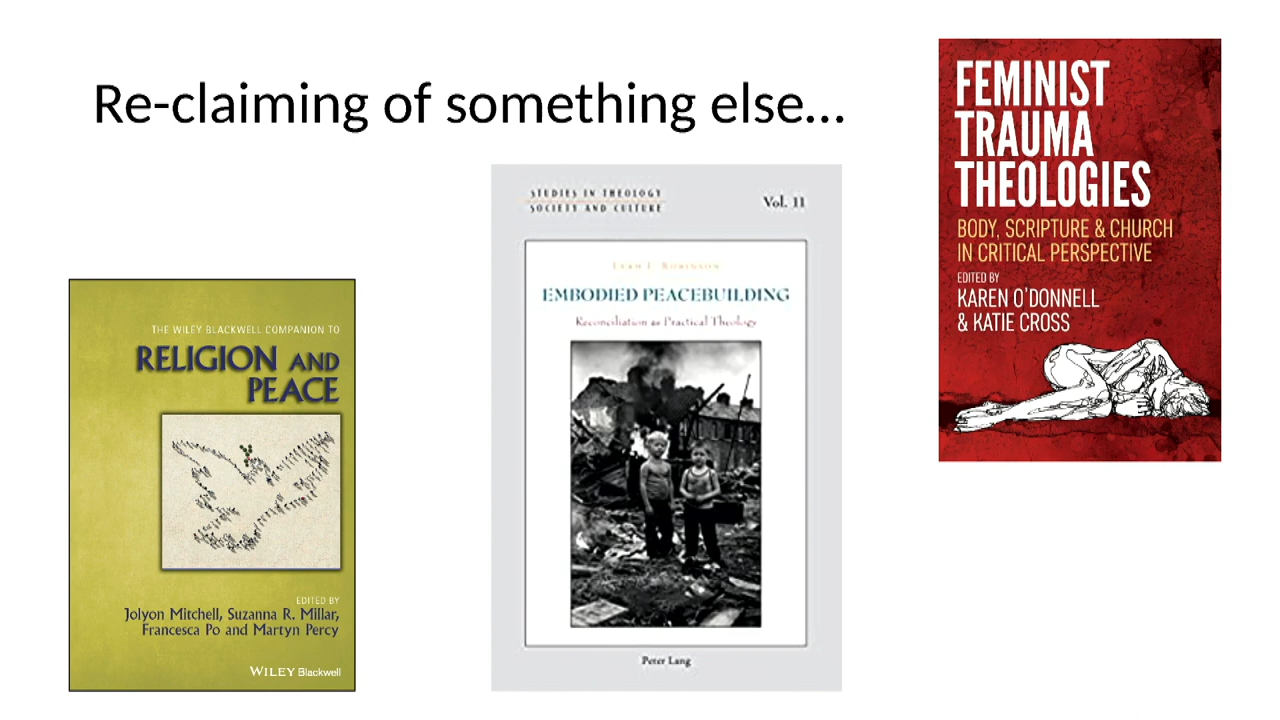 Re-claiming of something else…
THE WILEY BLACKWELL COMPANION TO
RELIGION AND
PEACE
EDITED BY
Jolyon Mitchell, Suzanna R. Millar,
Francesca Po and Martyn Percy
WILEY Blackwell
STUDIES IN THEOLOGY
SOCIETY AND CULTURE
Vol. 11
Leah E. Robinson
EMBODIED PEACEBUILDING
Reconciliation as Practical Theology
Peter Lang
FEMINIST
TRAUMA
THEOLOGIES
BODY, SCRIPTURE & CHURCH
IN CRITICAL PERSPECTIVE
EDITED BY
KAREN O'DONNELL
& KATIE CROSS